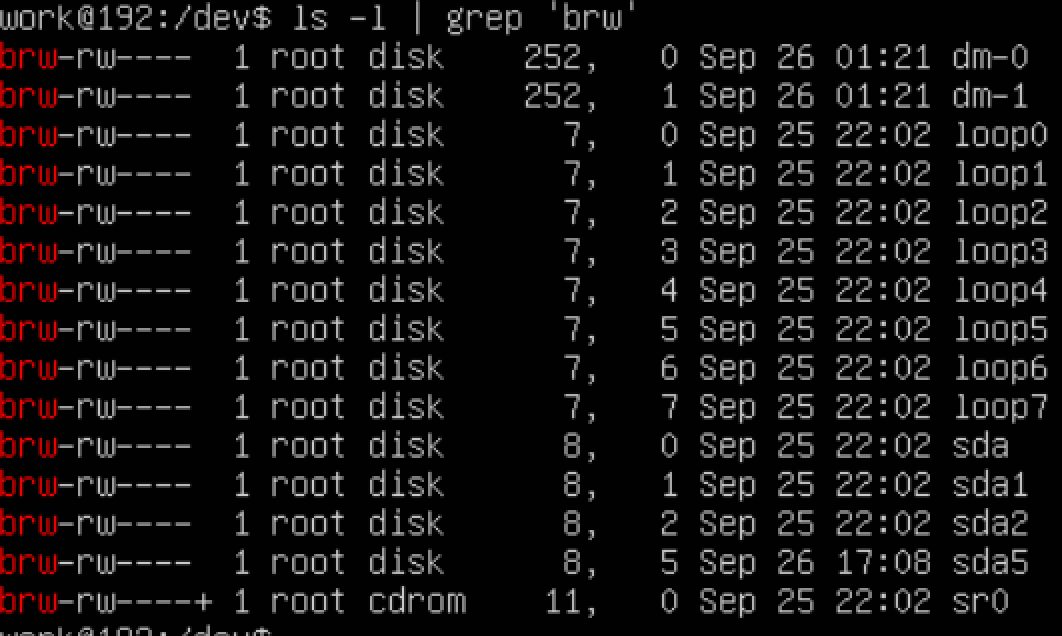 work@192:/dev$ ls -l | grep 'brw'
brw-rw---- 1 root disk 252, 0 Sep 26 01:21 dm-0
brw-rw---- 1 root disk 252, 1 Sep 26 01:21 dm-1
brw-rw---- 1 root disk 7, 0 Sep 25 22:02 loop0
brw-rw---- 1 root disk 7, 1 Sep 25 22:02 loop1
brw-rw---- 1 root disk 7, 2 Sep 25 22:02 loop2
brw-rw---- 1 root disk 7, 3 Sep 25 22:02 loop3
brw-rw---- 1 root disk 7, 4 Sep 25 22:02 loop4
brw-rw---- 1 root disk 7, 5 Sep 25 22:02 loop5
brw-rw---- 1 root disk 7, 6 Sep 25 22:02 loop6
brw-rw---- 1 root disk 7, 7 Sep 25 22:02 loop7
brw-rw---- 1 root disk 8, 0 Sep 25 22:02 sda
brw-rw---- 1 root disk 8, 1 Sep 25 22:02 sda1
brw-rw---- 1 root disk 8, 2 Sep 25 22:02 sda2
brw-rw---- 1 root disk 8, 5 Sep 26 17:08 sda5
brw-rw----+ 1 root cdrom 11, 0 Sep 25 22:02 sr0
work@192:/dev$